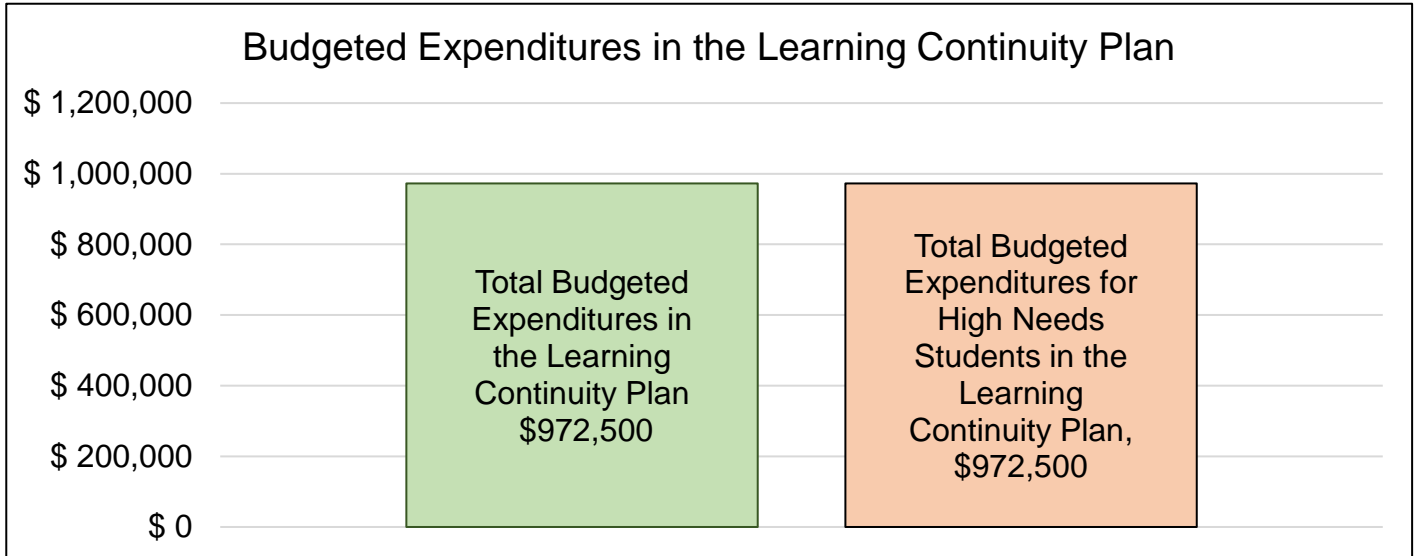 Budgeted Expenditures in the Learning Continuity Plan
$ 1,200,000
$ 1,000,000
$ 800,000
$ 600,000
$ 400,000
$ 200,000
$ 0
Total Budgeted
Expenditures in
the Learning
Continuity Plan
$972,500
Total Budgeted
Expenditures for
High Needs
Students in the
Learning
Continuity Plan,
$972,500